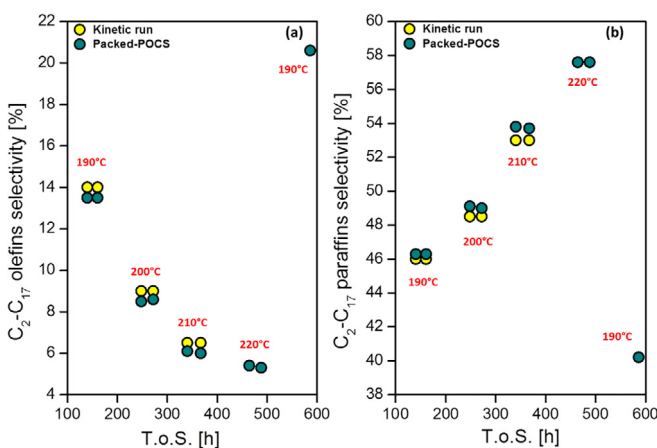 Kinetic run
Packed-POCS
(a)
C₂-C₁₇ olefins selectivity [%]
22
20
18
16
14
12
10
8
6
4
190°C
200°C
210°C
220°C
190°C
100 200 300 400 500 600
T.o.S. [h]
Kinetic run
Packed-POCS
(b)
C₂-C₁₇ paraffins selectivity [%]
60
58
56
54
52
50
48
46
44
42
40
38
220°C
210°C
200°C
190°C
190°C
100 200 300 400 500 600
T.o.S. [h]